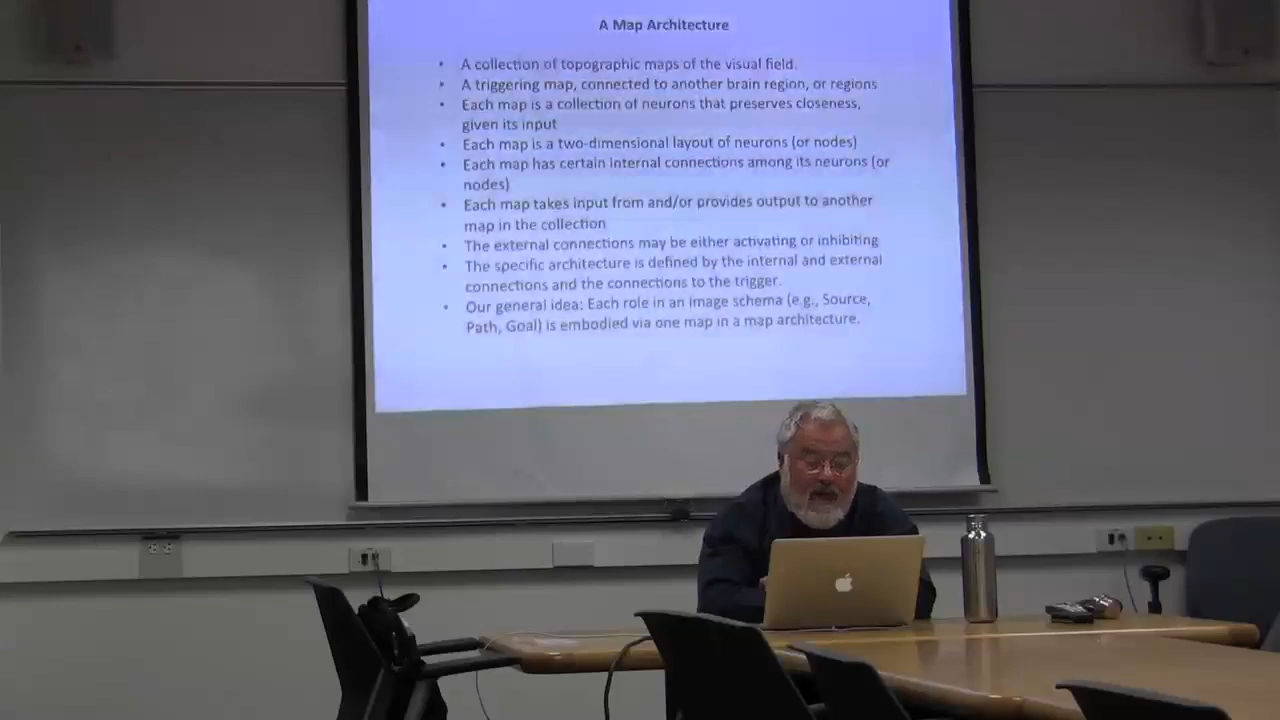 A Map Architecture
• A collection of topographic maps of the visual field.
• A triggering map, connected to another brain region, or regions
• Each map is a collection of neurons that preserves closeness,
given its input
• Each map is a two-dimensional layout of neurons (or nodes)
• Each map has certain internal connections among its neurons (or
nodes)
• Each map takes input from and/or provides output to another
map in the collection
• The external connections may be either activating or inhibiting
• The specific architecture is defined by the internal and external
connections and the connections to the trigger.
• Our general idea: Each role in an image schema (e.g., Source,
Path, Goal) is embodied via one map in a map architecture.